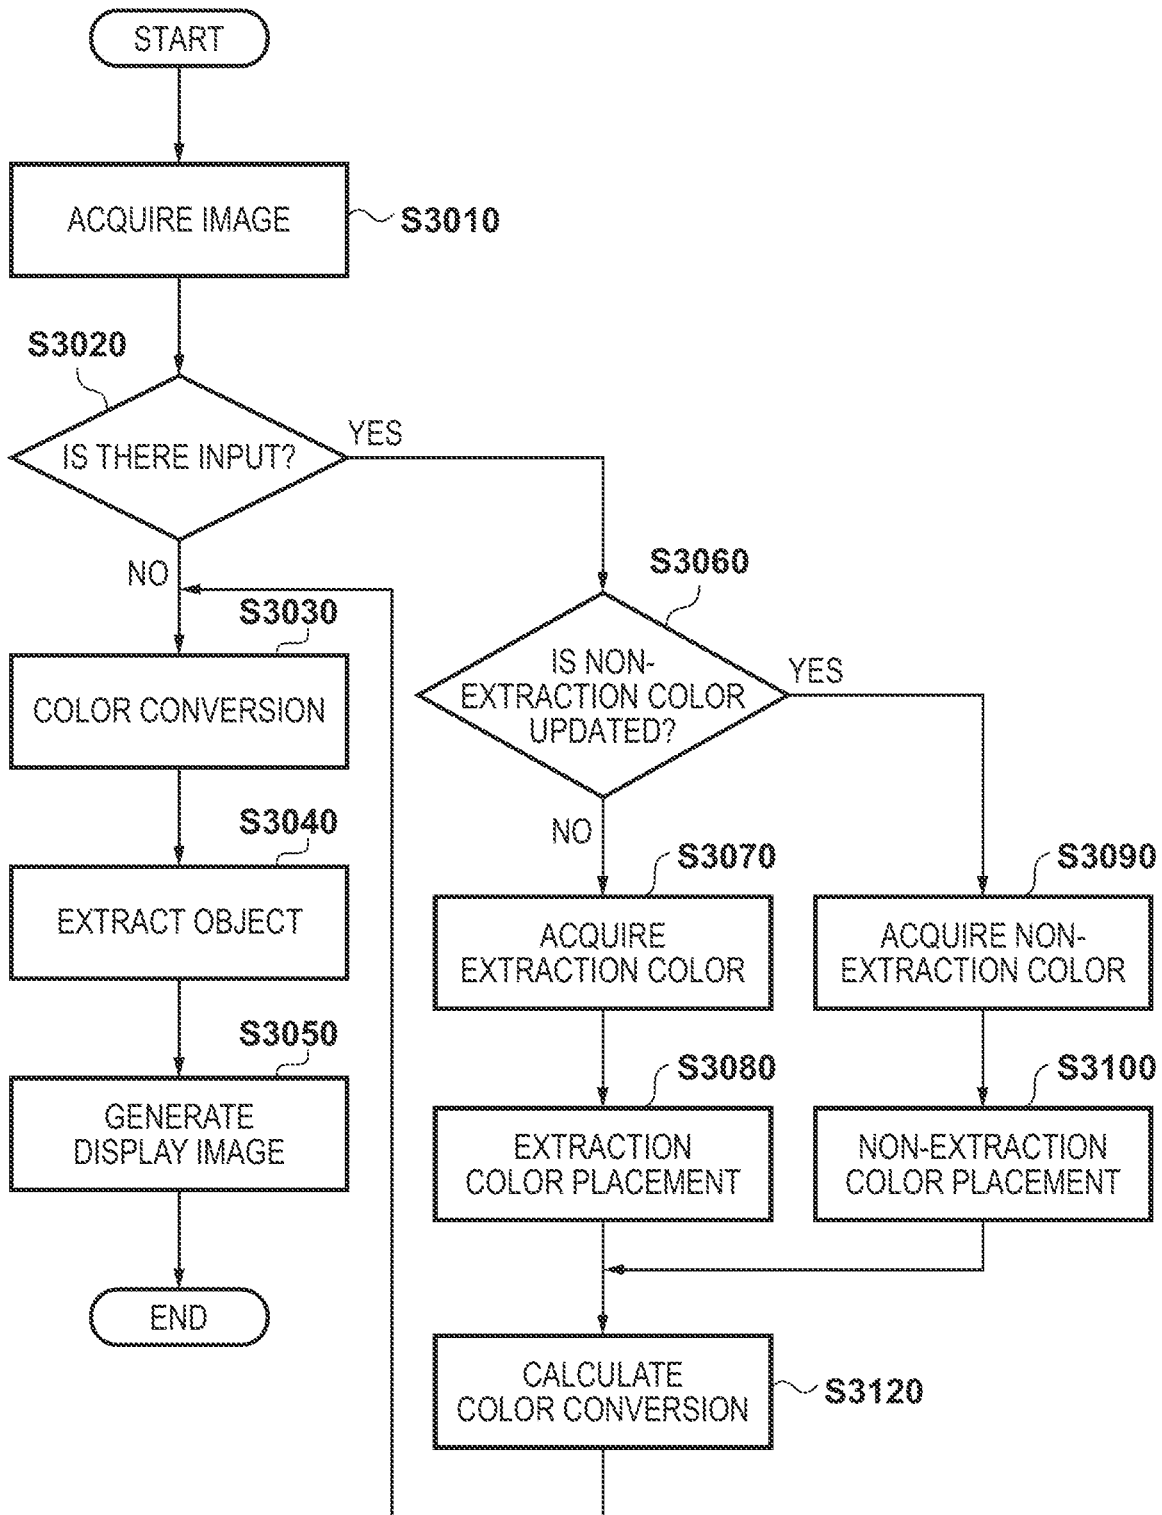 START
ACQUIRE IMAGE
S3010
S3020
IS THERE INPUT?
YES
NO
S3030
COLOR CONVERSION
S3040
EXTRACT OBJECT
S3050
GENERATE
DISPLAY IMAGE
END
S3060
IS NON-
EXTRACTION COLOR
UPDATED?
YES
NO
S3070
ACQUIRE
EXTRACTION COLOR
S3080
EXTRACTION
COLOR PLACEMENT
S3090
ACQUIRE NON-
EXTRACTION COLOR
S3100
NON-EXTRACTION
COLOR PLACEMENT
CALCULATE
COLOR CONVERSION
S3120